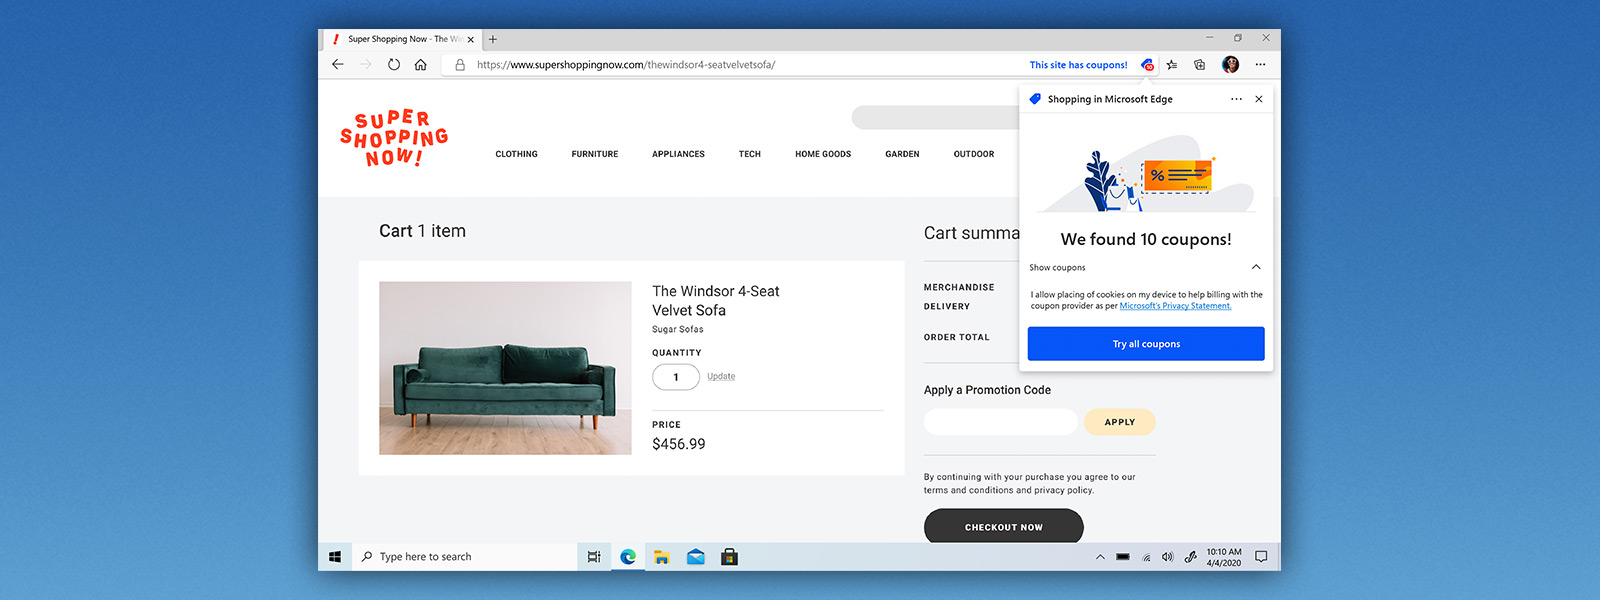 Super Shopping Now - The Win
https://www.supershoppingnow.com/thewindsor4-seatvelvetsofa/
This site has coupons!
10
Shopping in Microsoft Edge
SUPER
SHOPPING
NOW!
CLOTHING
FURNITURE
APPLIANCES
TECH
HOME GOODS
GARDEN
OUTDOOR
%
We found 10 coupons!
Show coupons
I allow placing of cookies on my device to help billing with the
coupon provider as per Microsoft's Privacy Statement.
Try all coupons
Cart 1 item
The Windsor 4-Seat
Velvet Sofa
Sugar Sofas
QUANTITY
1
Update
PRICE
$456.99
Cart summa
MERCHANDISE
DELIVERY
ORDER TOTAL
Apply a Promotion Code
APPLY
By continuing with your purchase you agree to our
terms and conditions and privacy policy.
CHECKOUT NOW
Type here to search
10:10 AM
4/4/2020